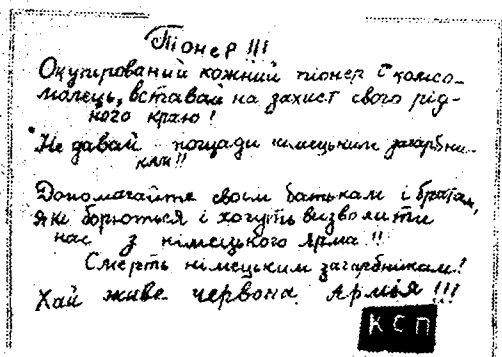 Піонер!!!
Окупирований кожний піонер і комсо-
молець, вставай на захист свого рід-
ного краю!
Не давай пощади німецьким загарбни-
кам!!
Допомагайте своїм батькам і братам,
які борються і хочуть визволити
нас з німецького ярма!!
Смерть німецьким загарбникам!
Хай живе червона Армія!!!
КСП